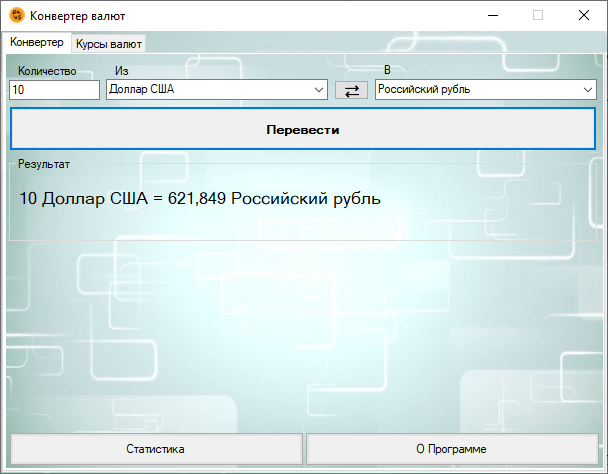 Конвертер валют
Конвертер Курсы валют
Количество Из В
10 Доллар США Российский рубль
Перевести
Результат
10 Доллар США = 621,849 Российский рубль
Статистика О Программе